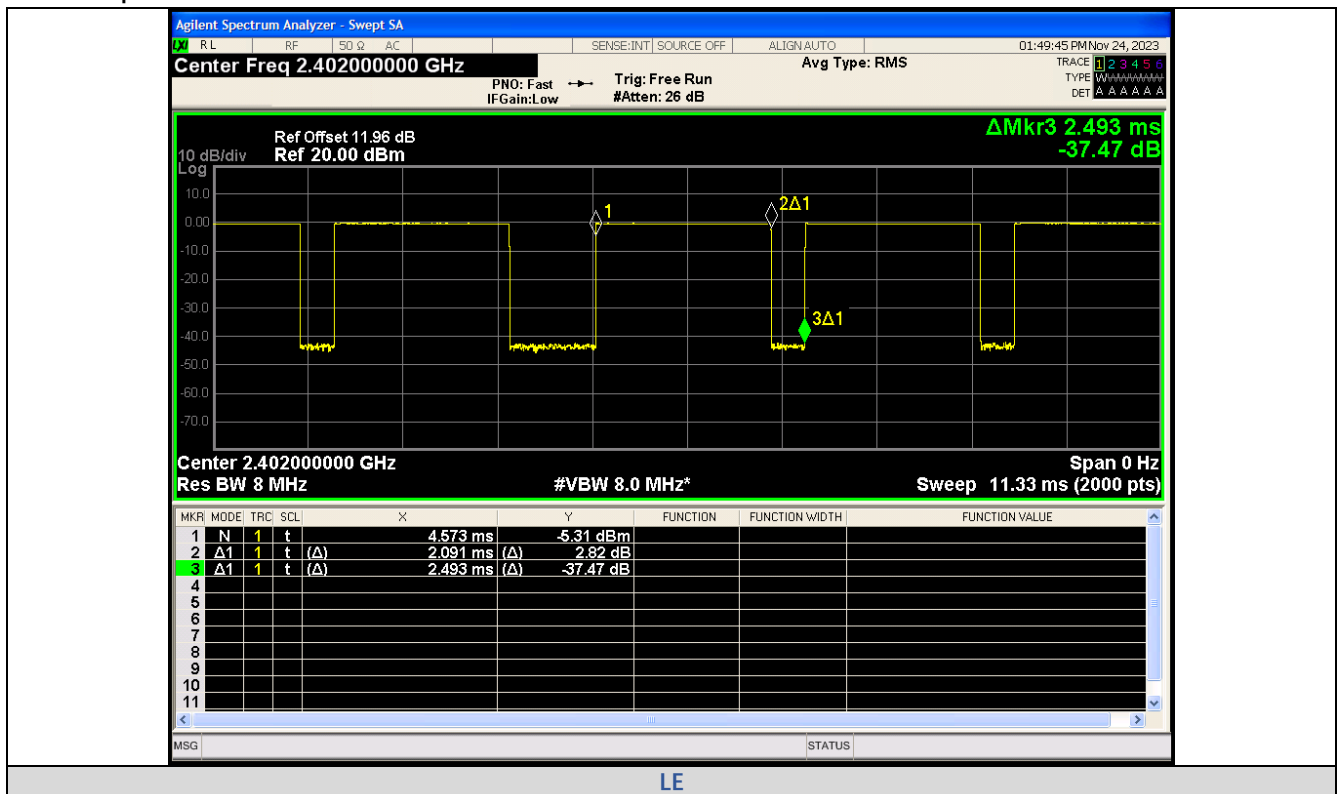 Agilent Spectrum Analyzer - Swept SA
LXI RL RF 50 Ω AC SENSE:INT SOURCE OFF ALIGN AUTO 01:49:45 PM Nov 24, 2023
Center Freq 2.402000000 GHz Avg Type: RMS TRACE 1 2 3 4 5 6
PNO: Fast Trig: Free Run TYPE WWWWWW
IFGain:Low #Atten: 26 dB DET A A A A A A
ΔMkr3 2.493 ms
Ref Offset 11.96 dB
10 dB/div Ref 20.00 dBm -37.47 dB
Log
10.0
2Δ1
1
0.00
-10.0
-20.0
-30.0
3Δ1
-40.0
-50.0
-60.0
-70.0
Center 2.402000000 GHz Span 0 Hz
Res BW 8 MHz #VBW 8.0 MHz* Sweep 11.33 ms (2000 pts)
MKR MODE TRC SCL X Y FUNCTION FUNCTION WIDTH FUNCTION VALUE
1 N 1 t 4.573 ms -5.31 dBm
2 Δ1 1 t (Δ) 2.091 ms (Δ) 2.82 dB
3 Δ1 1 t (Δ) 2.493 ms (Δ) -37.47 dB
4
5
6
7
8
9
10
11
MSG STATUS
LE